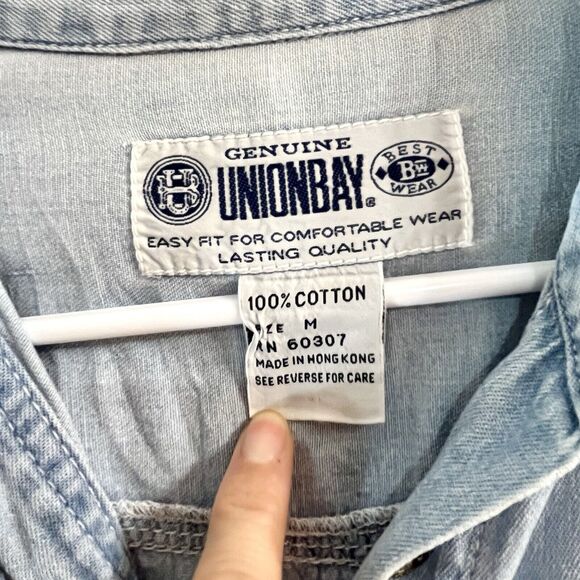 GENUINE
UNIONBAY®
BEST
BW
WEAR
EASY FIT FOR COMFORTABLE WEAR
LASTING QUALITY
100% COTTON
M
60307
MADE IN HONG KONG
SEE REVERSE FOR CARE